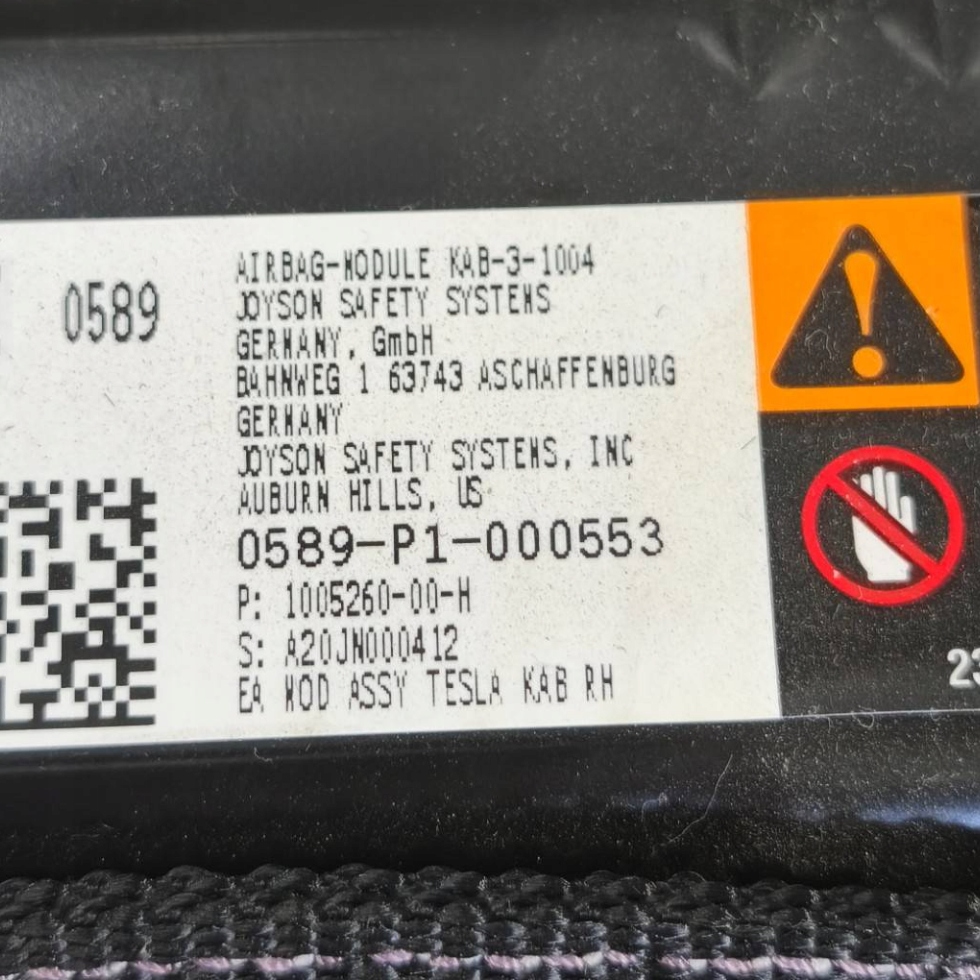 0589
AIRBAG-MODULE KAB-3-1004
JOYSON SAFETY SYSTEMS
GERMANY, GmbH
BAHNWEG 1 63743 ASCHAFFENBURG
GERMANY
JOYSON SAFETY SYSTEMS, INC
AUBURN HILLS, US
0589-P1-000553
P: 1005260-00-H
S: A20JN000412
EA MOD ASSY TESLA KAB RH